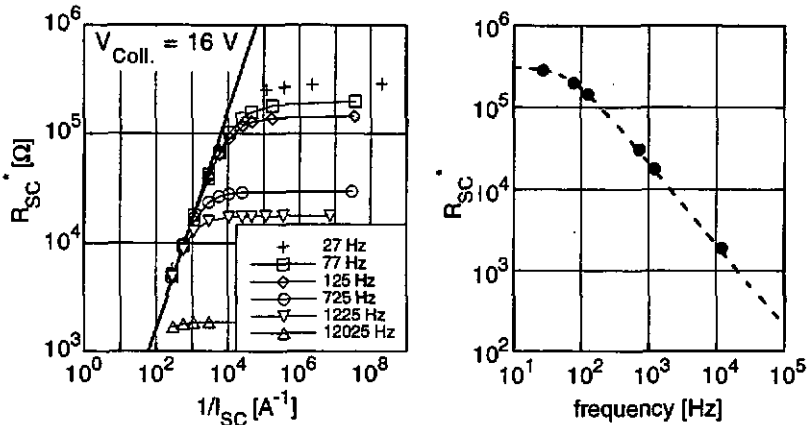 V_Coll. = 16 V
R_SC* [Ω]
10^6
10^5
10^4
10^3
10^0 10^2 10^4 10^6 10^8
1/I_SC [A^-1]
27 Hz
77 Hz
125 Hz
725 Hz
1225 Hz
12025 Hz
R_SC*
10^6
10^5
10^4
10^3
10^2
10^1 10^2 10^3 10^4 10^5
frequency [Hz]